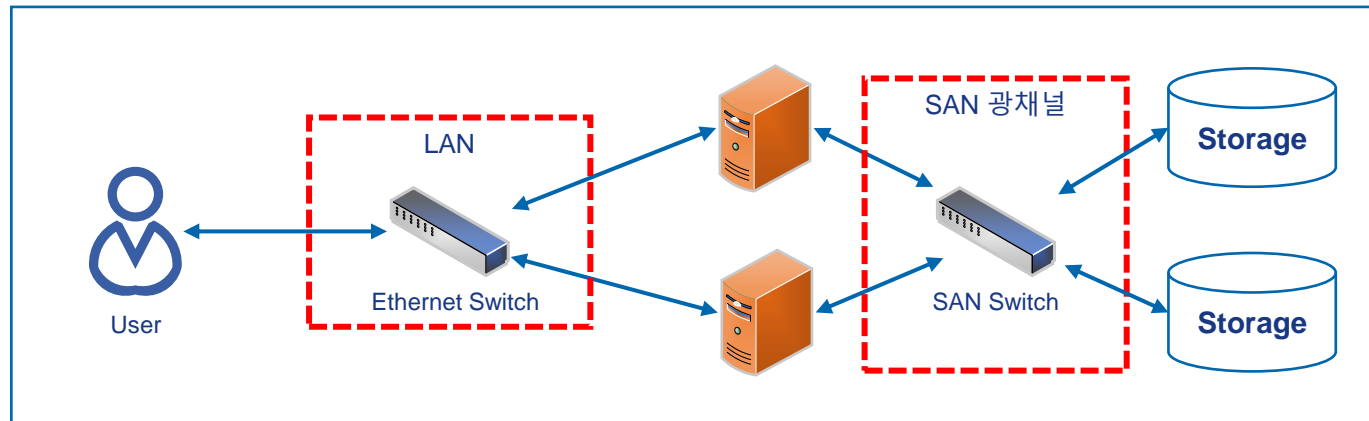 LAN
Ethernet Switch
User
SAN 광채널
SAN Switch
Storage
Storage